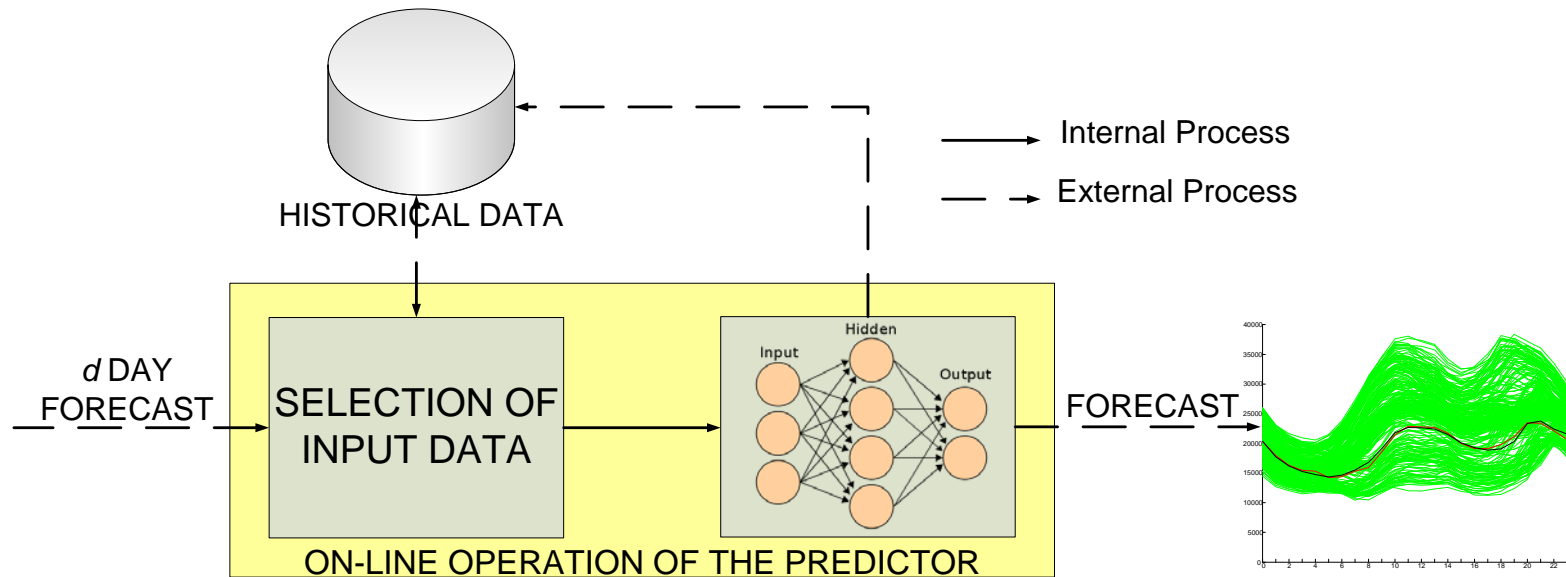 HISTORICAL DATA
Internal Process
External Process
d DAY
FORECAST
SELECTION OF
INPUT DATA
Input
Hidden
Output
ON-LINE OPERATION OF THE PREDICTOR
FORECAST
40000
35000
30000
25000
20000
15000
10000
5000
0
0 2 4 6 8 10 12 14 16 18 20 22